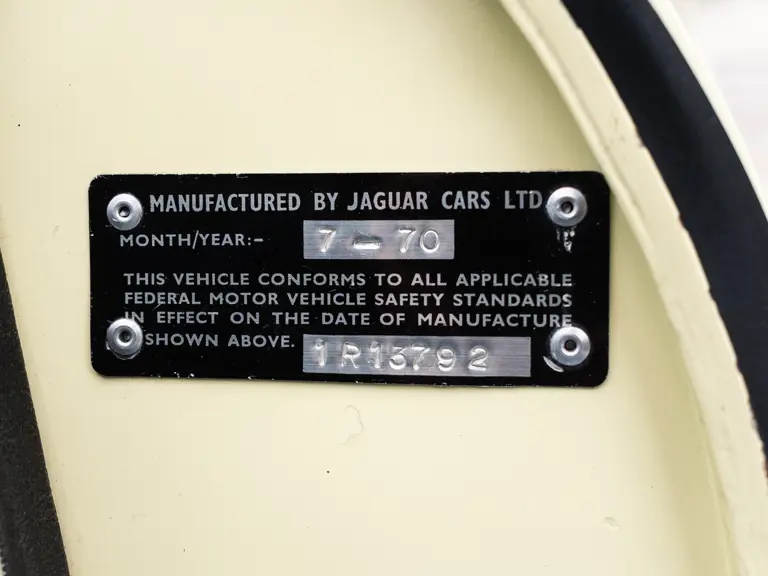 MANUFACTURED BY JAGUAR CARS LTD
MONTH/YEAR:- 7 - 70
THIS VEHICLE CONFORMS TO ALL APPLICABLE
FEDERAL MOTOR VEHICLE SAFETY STANDARDS
IN EFFECT ON THE DATE OF MANUFACTURE
SHOWN ABOVE. 1R13792